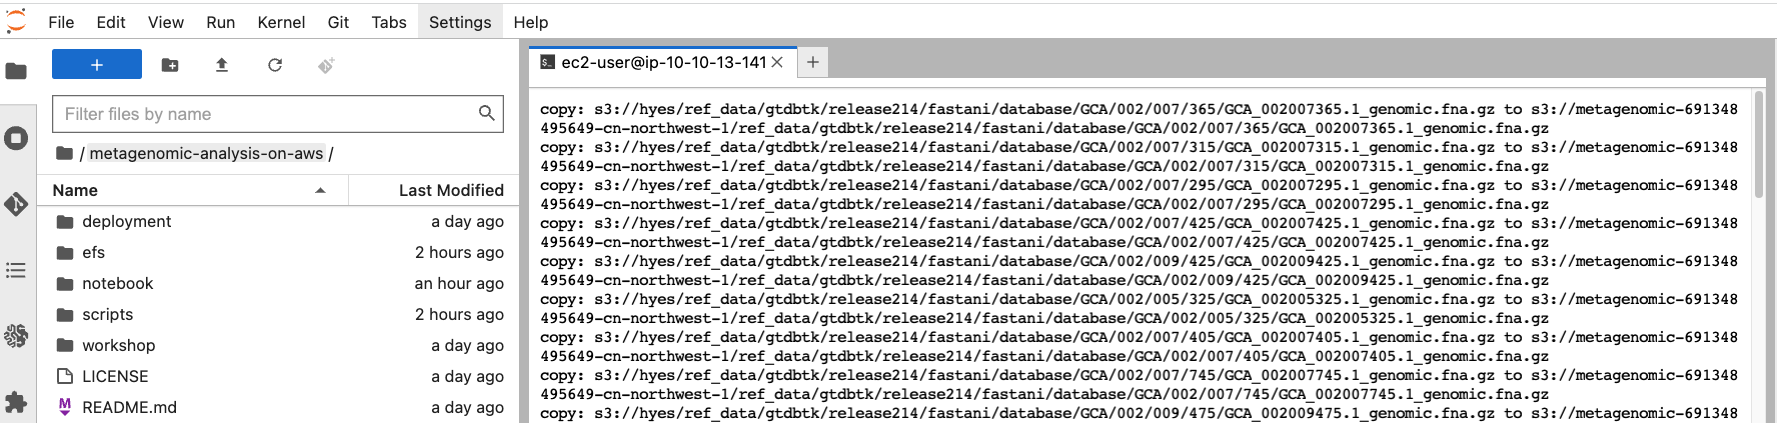 File Edit View Run Kernel Git Tabs Settings Help
+
Filter files by name
/ metagenomic-analysis-on-aws /
Name Last Modified
deployment a day ago
efs 2 hours ago
notebook an hour ago
scripts 2 hours ago
workshop a day ago
LICENSE a day ago
README.md a day ago
ec2-user@ip-10-10-13-141 × +
copy: s3://hyes/ref_data/gtdbtk/release214/fastani/database/GCA/002/007/365/GCA_002007365.1_genomic.fna.gz to s3://metagenomic-691348
495649-cn-northwest-1/ref_data/gtdbtk/release214/fastani/database/GCA/002/007/365/GCA_002007365.1_genomic.fna.gz
copy: s3://hyes/ref_data/gtdbtk/release214/fastani/database/GCA/002/007/315/GCA_002007315.1_genomic.fna.gz to s3://metagenomic-691348
495649-cn-northwest-1/ref_data/gtdbtk/release214/fastani/database/GCA/002/007/315/GCA_002007315.1_genomic.fna.gz
copy: s3://hyes/ref_data/gtdbtk/release214/fastani/database/GCA/002/007/295/GCA_002007295.1_genomic.fna.gz to s3://metagenomic-691348
495649-cn-northwest-1/ref_data/gtdbtk/release214/fastani/database/GCA/002/007/295/GCA_002007295.1_genomic.fna.gz
copy: s3://hyes/ref_data/gtdbtk/release214/fastani/database/GCA/002/007/425/GCA_002007425.1_genomic.fna.gz to s3://metagenomic-691348
495649-cn-northwest-1/ref_data/gtdbtk/release214/fastani/database/GCA/002/007/425/GCA_002007425.1_genomic.fna.gz
copy: s3://hyes/ref_data/gtdbtk/release214/fastani/database/GCA/002/009/425/GCA_002009425.1_genomic.fna.gz to s3://metagenomic-691348
495649-cn-northwest-1/ref_data/gtdbtk/release214/fastani/database/GCA/002/009/425/GCA_002009425.1_genomic.fna.gz
copy: s3://hyes/ref_data/gtdbtk/release214/fastani/database/GCA/002/005/325/GCA_002005325.1_genomic.fna.gz to s3://metagenomic-691348
495649-cn-northwest-1/ref_data/gtdbtk/release214/fastani/database/GCA/002/005/325/GCA_002005325.1_genomic.fna.gz
copy: s3://hyes/ref_data/gtdbtk/release214/fastani/database/GCA/002/007/405/GCA_002007405.1_genomic.fna.gz to s3://metagenomic-691348
495649-cn-northwest-1/ref_data/gtdbtk/release214/fastani/database/GCA/002/007/405/GCA_002007405.1_genomic.fna.gz
copy: s3://hyes/ref_data/gtdbtk/release214/fastani/database/GCA/002/007/745/GCA_002007745.1_genomic.fna.gz to s3://metagenomic-691348
495649-cn-northwest-1/ref_data/gtdbtk/release214/fastani/database/GCA/002/007/745/GCA_002007745.1_genomic.fna.gz
copy: s3://hyes/ref_data/gtdbtk/release214/fastani/database/GCA/002/009/475/GCA_002009475.1_genomic.fna.gz to s3://metagenomic-691348